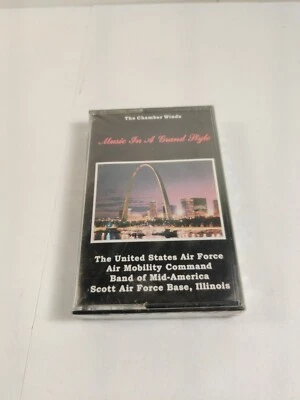 The Chamber Winds
Music In A Grand Style
The United States Air Force
Air Mobility Command
Band of Mid-America
Scott Air Force Base, Illinois